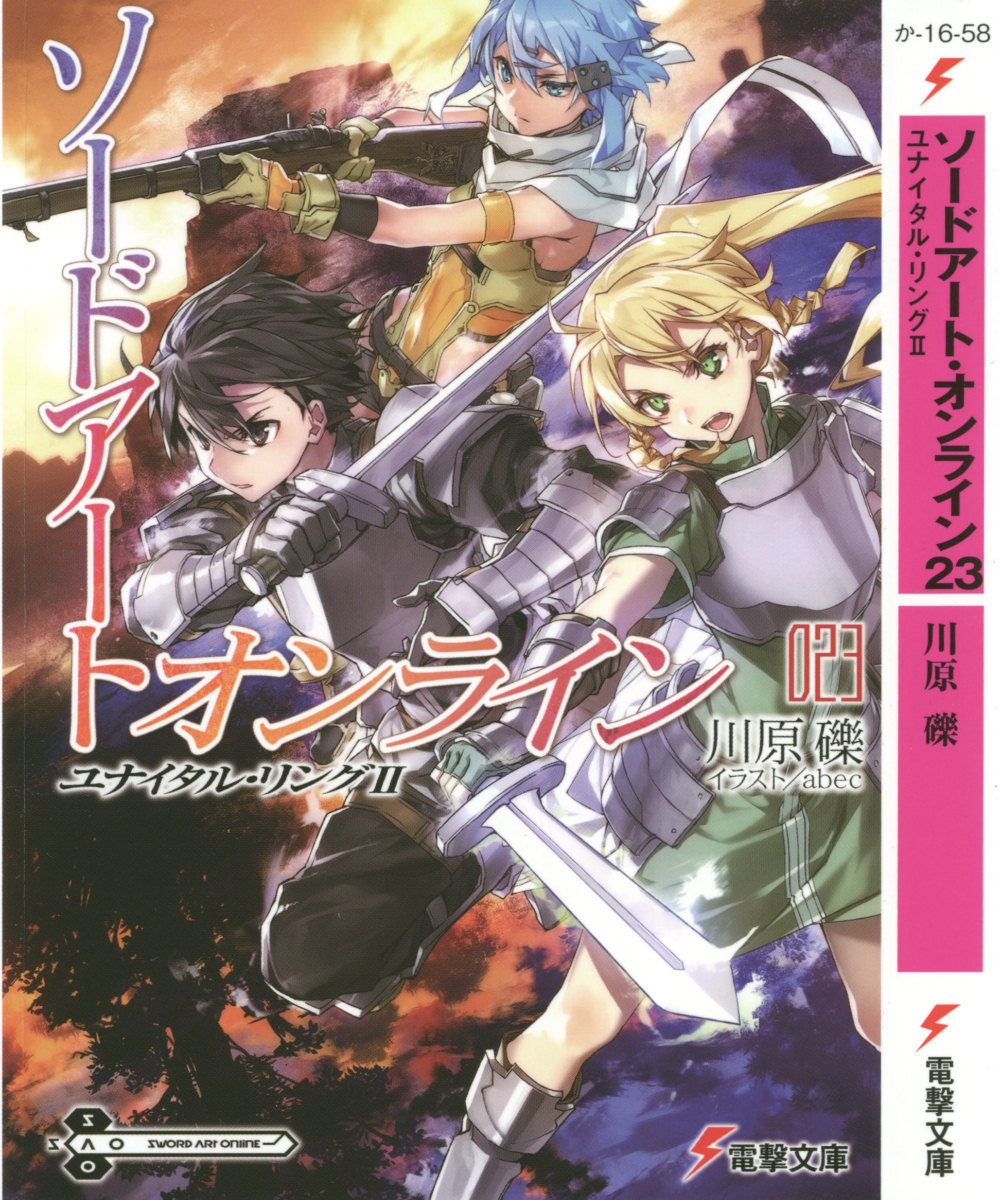 ソードアートオンライン
023
ユナイタル・リングⅡ
川原 礫
イラスト/abec
SAO
SWORD ART ONLINE
電撃文庫
か-16-58
ソードアート・オンライン23
ユナイタル・リングⅡ
川原 礫
電撃文庫